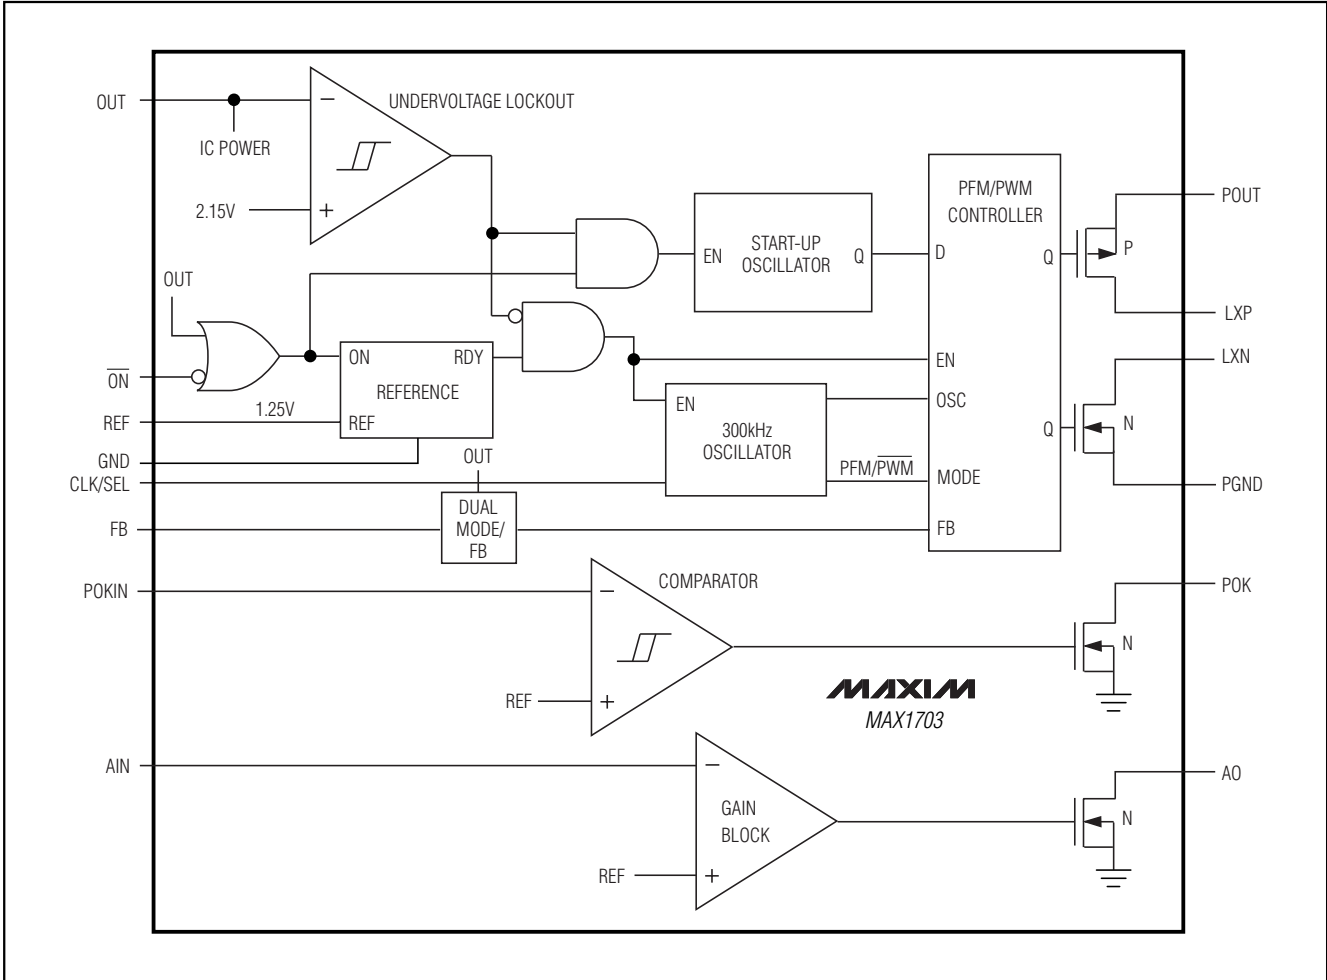 OUT
−
UNDERVOLTAGE LOCKOUT
IC POWER
2.15V
+
PFM/PWM
CONTROLLER
POUT
START-UP
OSCILLATOR
EN
Q
D
Q
P
OUT
LXP
ON
RDY
EN
LXN
REFERENCE
O̅N̅
1.25V
EN
OSC
REF
REF
300kHz
OSCILLATOR
Q
N
GND
OUT
PFM/P̅W̅M̅
MODE
CLK/SEL
PGND
DUAL
MODE/
FB
FB
FB
COMPARATOR
POKIN
−
POK
N
REF
+
MAXIM
MAX1703
AIN
−
AO
GAIN
BLOCK
N
REF
+